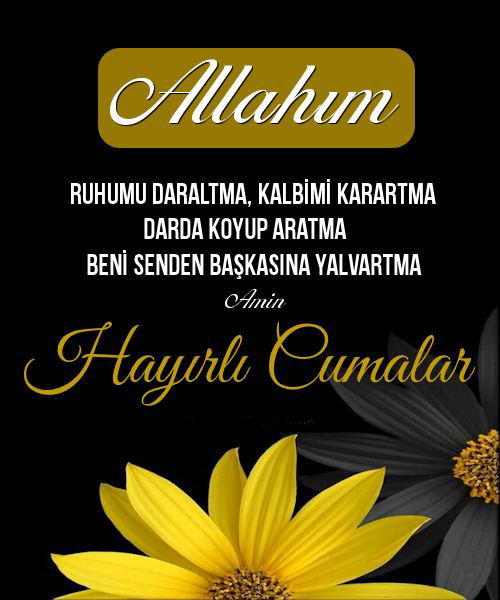 Allahım
RUHUMU DARALTMA, KALBİMİ KARARTMA
DARDA KOYUP ARATMA
BENİ SENDEN BAŞKASINA YALVARTMA
Amin
Hayırlı Cumalar